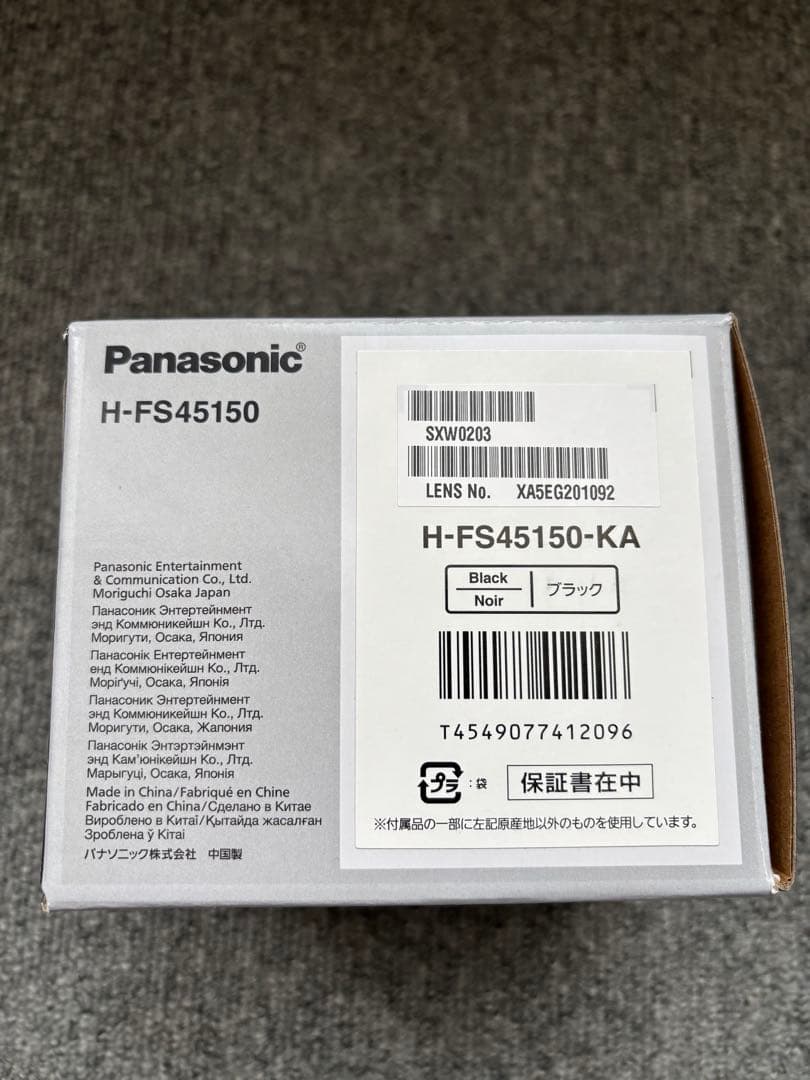 Panasonic®
H-FS45150
Panasonic Entertainment
& Communication Co., Ltd.
Moriguchi Osaka Japan
Панасоник Энтертейнмент
энд Коммуникейшн Ко., Лтд.
Моригути, Осака, Япония
Панасонік Ентертейнмент
енд Коммюнікейшн Ко., Лтд.
Моріґучі, Осака, Японія
Панасоник Энтертейнмент
энд Коммюникейшн Ко., Лтд.
Моригути, Осака, Жапония
Панасонік Энтэртэйнмэнт
энд Кам'юнікейшн Ко., Лтд.
Марыгуці, Осака, Японія
Made in China/Fabriqué en Chine
Fabricado en China/Сделано в Китае
Вироблено в Китаї/Қытайда жасалған
Зроблена ў Кітаі
パナソニック株式会社 中国製
SXW0203
LENS No. XA5EG201092
H-FS45150-KA
Black
Noir
ブラック
T4549077412096
プラ : 袋
保証書在中
※付属品の一部に左記原産地以外のものを使用しています。